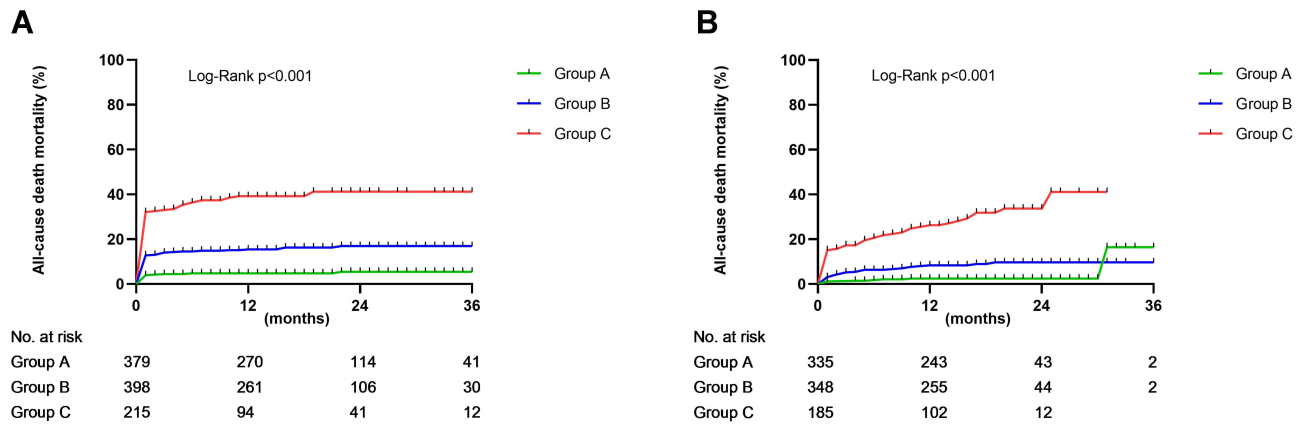 A
All-cause death mortality (%)
100
80
60
40
20
0
Log-Rank p<0.001
Group A
Group B
Group C
0 12 24 36
(months)
No. at risk
Group A 379 270 114 41
Group B 398 261 106 30
Group C 215 94 41 12
B
All-cause death mortality (%)
100
80
60
40
20
0
Log-Rank p<0.001
Group A
Group B
Group C
0 12 24 36
(months)
No. at risk
Group A 335 243 43 2
Group B 348 255 44 2
Group C 185 102 12